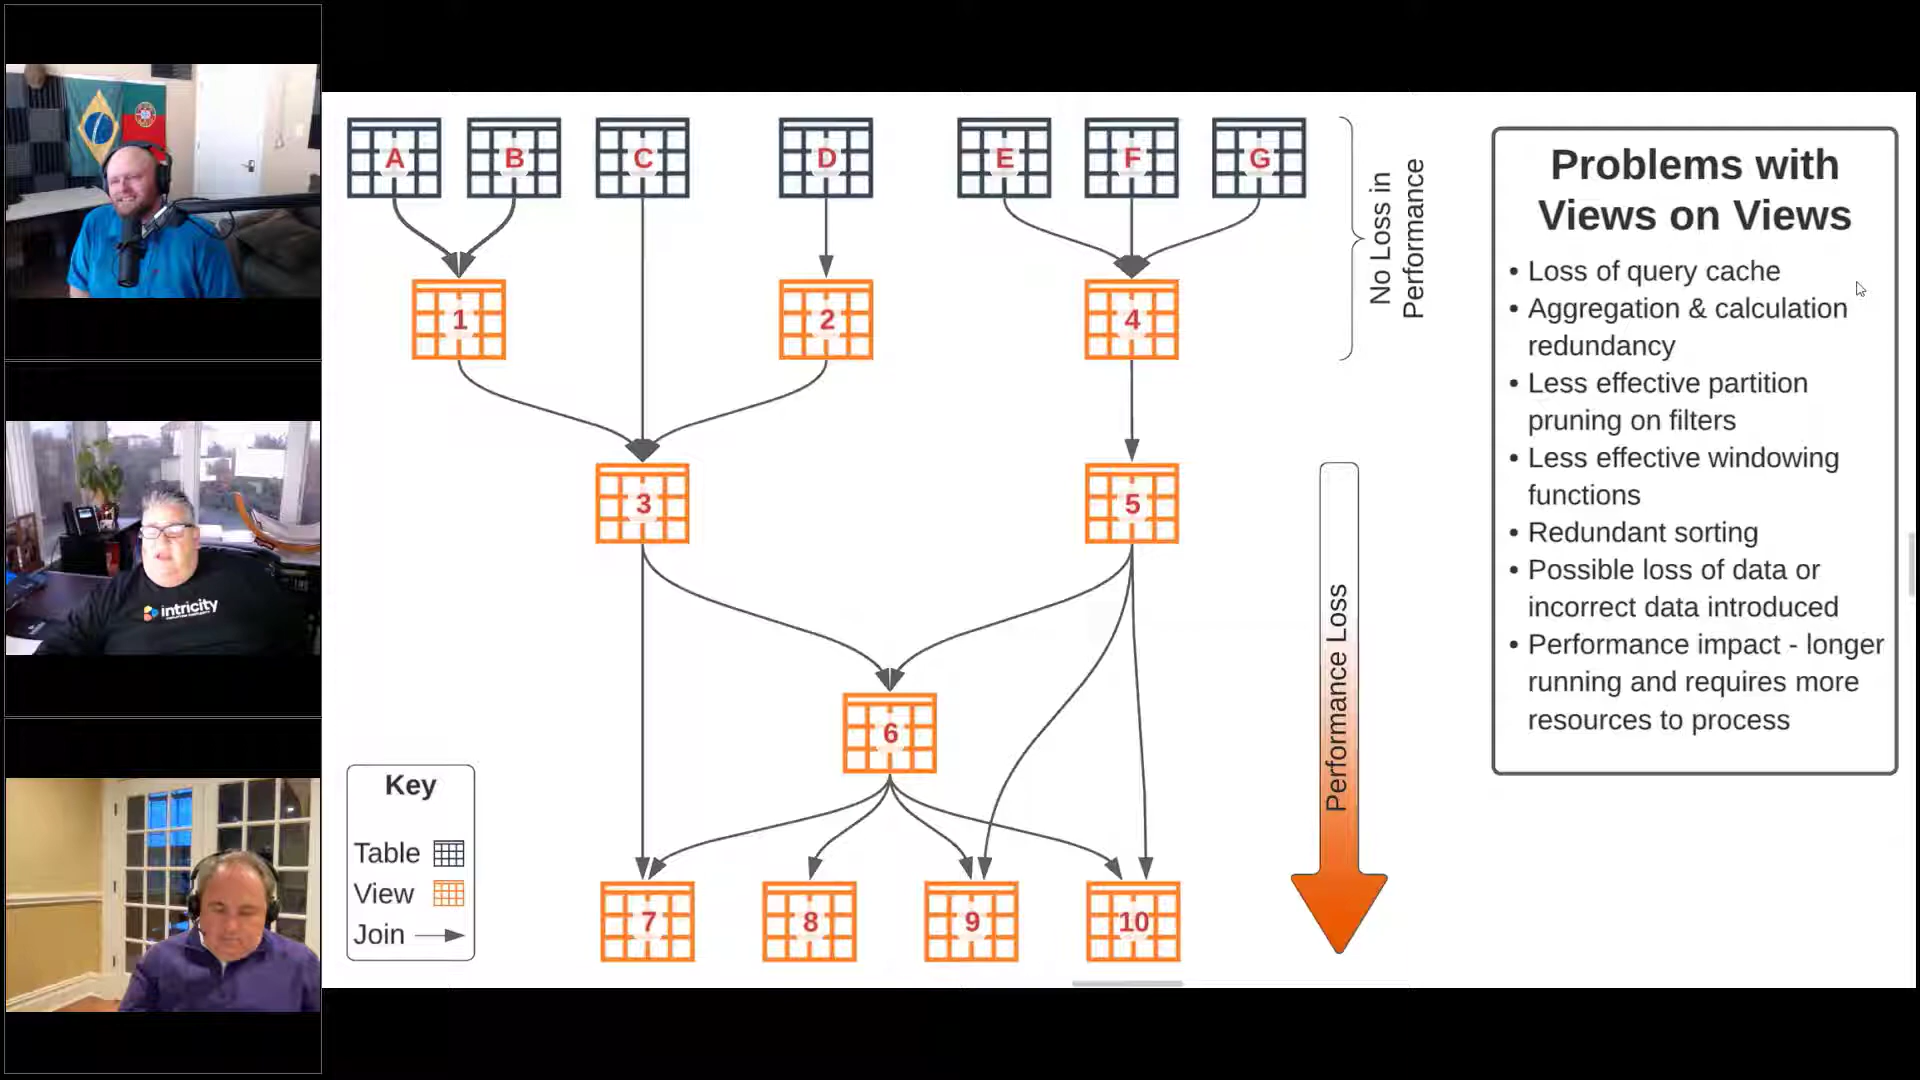 A B C D E F G
1 2 4
No Loss in
Performance
3 5
Performance Loss
6
7 8 9 10
Key
Table
View
Join
Problems with
Views on Views
• Loss of query cache
• Aggregation & calculation
redundancy
• Less effective partition
pruning on filters
• Less effective windowing
functions
• Redundant sorting
• Possible loss of data or
incorrect data introduced
• Performance impact - longer
running and requires more
resources to process
intricity